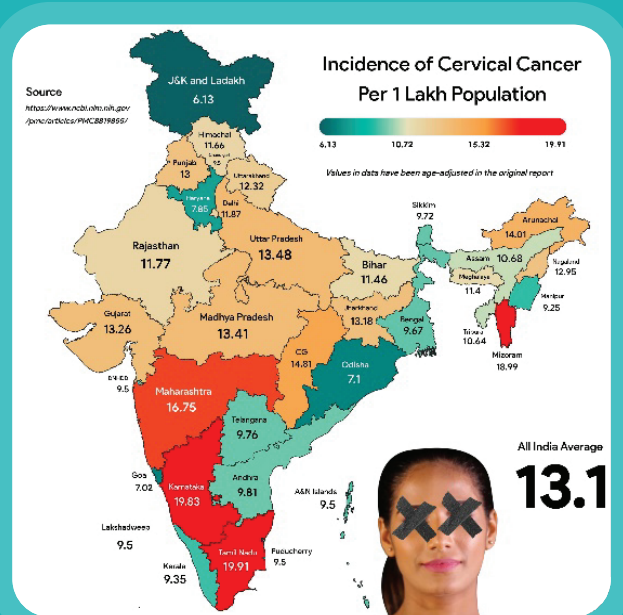 Incidence of Cervical Cancer
Per 1 Lakh Population
6.13 10.72 15.32 19.91
Values in data have been age-adjusted in the original report
Source
https://www.ncbi.nlm.nih.gov
/pmc/articles/PMC8819855/
J&K and Ladakh
6.13
Himachal
11.66
9.5
Punjab
13
Uttarakhand
12.32
Haryana
7.85
Delhi
11.87
Rajasthan
11.77
Uttar Pradesh
13.48
Bihar
11.46
Sikkim
9.72
Arunachal
14.01
Assam 10.68
Nagaland
12.95
Meghalaya
11.4
Manipur
9.25
Tripura
10.64
Mizoram
18.99
Gujarat
13.26
Madhya Pradesh
13.41
Jharkhand
13.18
Bengal
9.67
CG
14.81
Odisha
7.1
9.5
Maharashtra
16.75
Telangana
9.76
Goa
7.02
Karnataka
19.83
Andhra
9.81
A&N Islands
9.5
Lakshadweep
9.5
Kerala
9.35
Tamil Nadu
19.91
Puducherry
9.5
All India Average
13.1